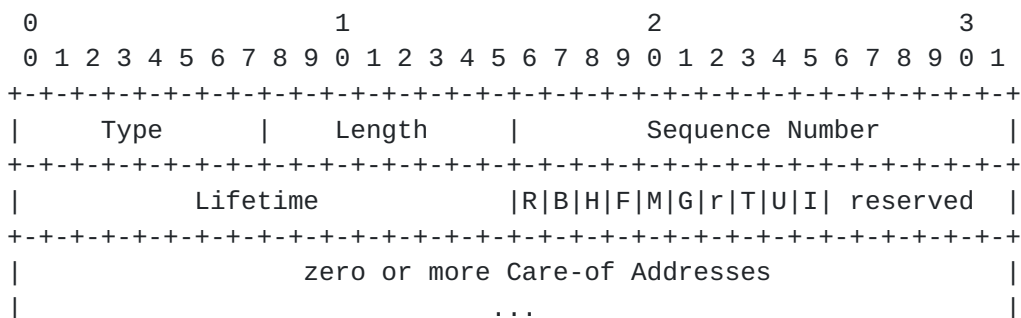 0                   1                   2                   3
0 1 2 3 4 5 6 7 8 9 0 1 2 3 4 5 6 7 8 9 0 1 2 3 4 5 6 7 8 9 0 1
+-+-+-+-+-+-+-+-+-+-+-+-+-+-+-+-+-+-+-+-+-+-+-+-+-+-+-+-+-+-+-+-+
|     Type      |    Length     |        Sequence Number        |
+-+-+-+-+-+-+-+-+-+-+-+-+-+-+-+-+-+-+-+-+-+-+-+-+-+-+-+-+-+-+-+-+
|           Lifetime            |R|B|H|F|M|G|r|T|U|I| reserved  |
+-+-+-+-+-+-+-+-+-+-+-+-+-+-+-+-+-+-+-+-+-+-+-+-+-+-+-+-+-+-+-+-+
|                  zero or more Care-of Addresses               |
|                              ...                              |